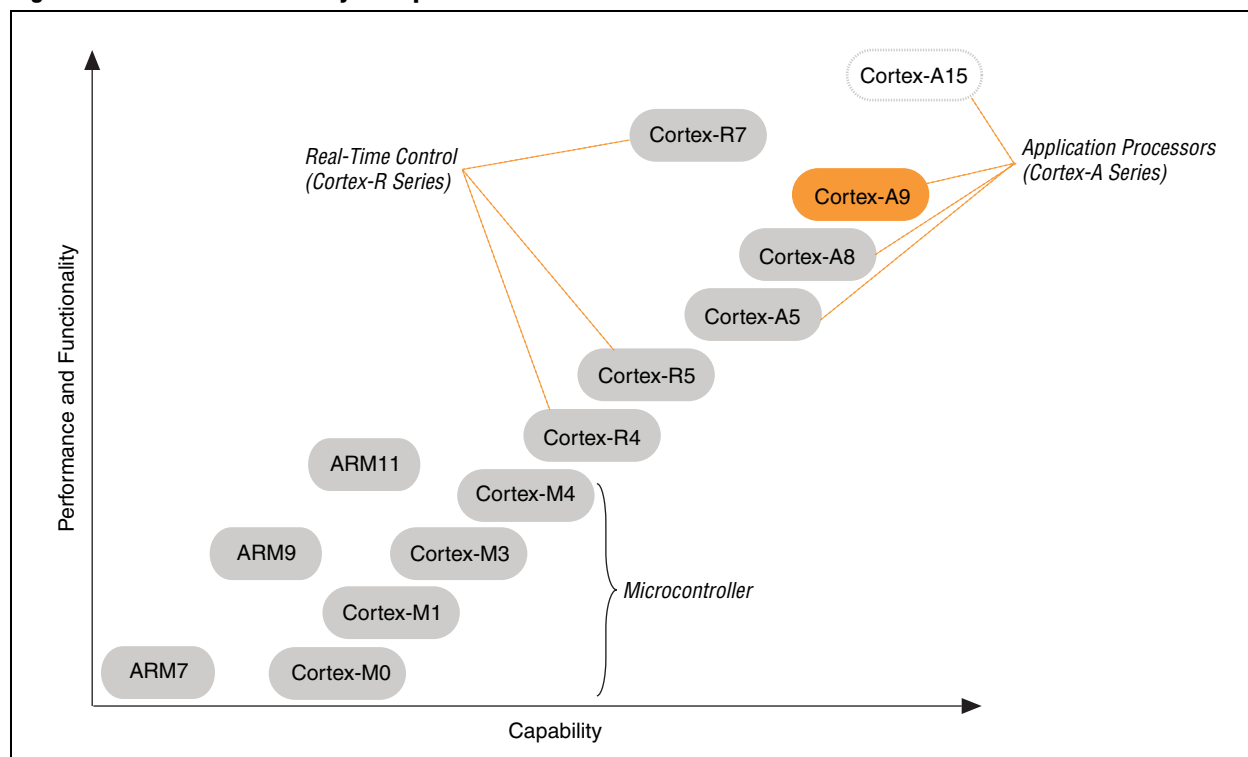 Cortex-A15
Cortex-R7
Real-Time Control
(Cortex-R Series)
Application Processors
(Cortex-A Series)
Cortex-A9
Cortex-A8
Cortex-A5
Performance and Functionality
Cortex-R5
Cortex-R4
ARM11
Cortex-M4
ARM9
Cortex-M3
Microcontroller
Cortex-M1
ARM7
Cortex-M0
Capability